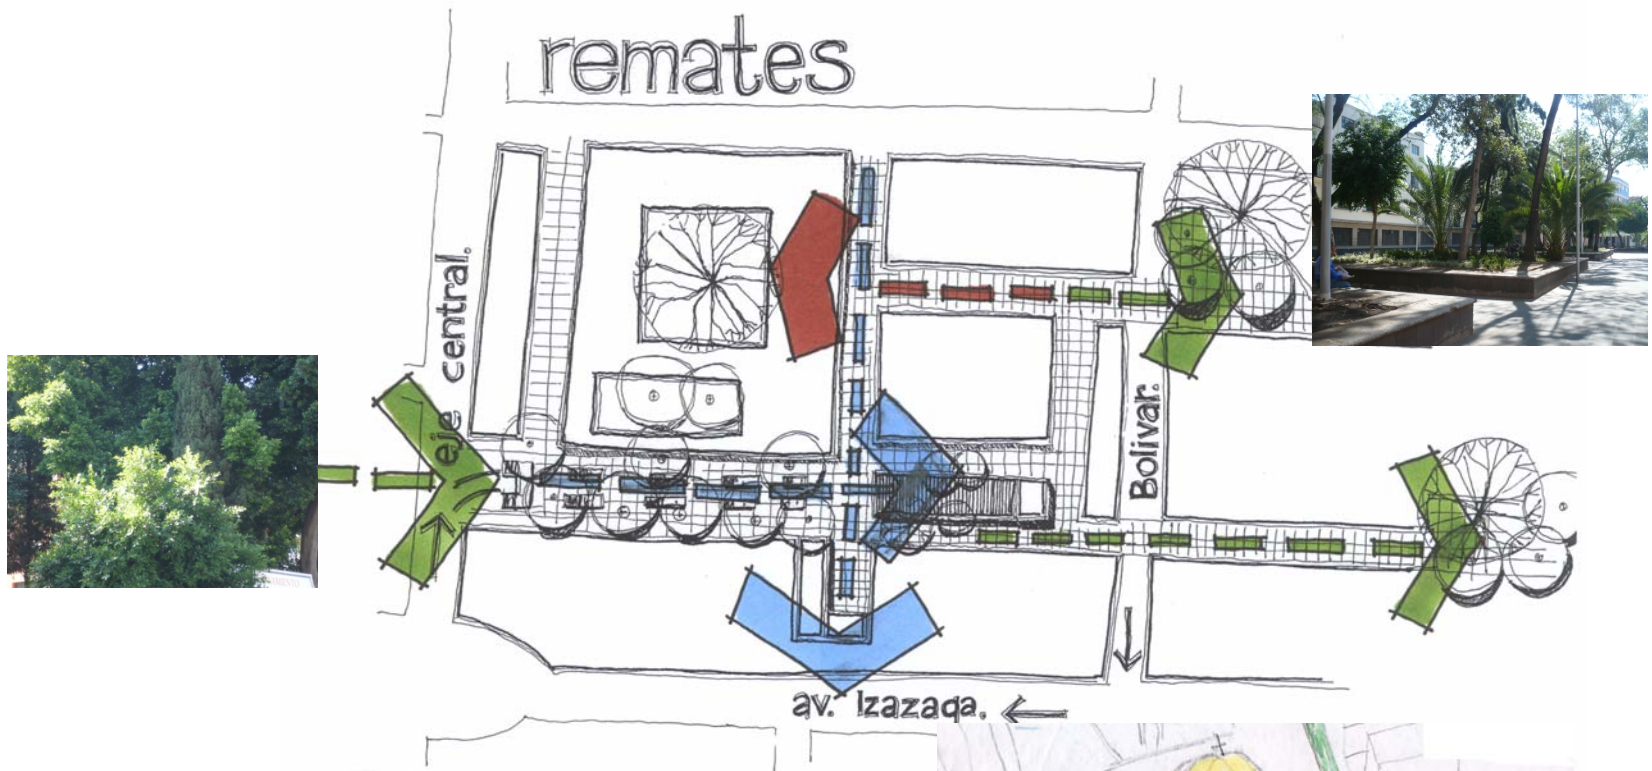 remates
eje central.
Bolivar.
av. Izazaga.